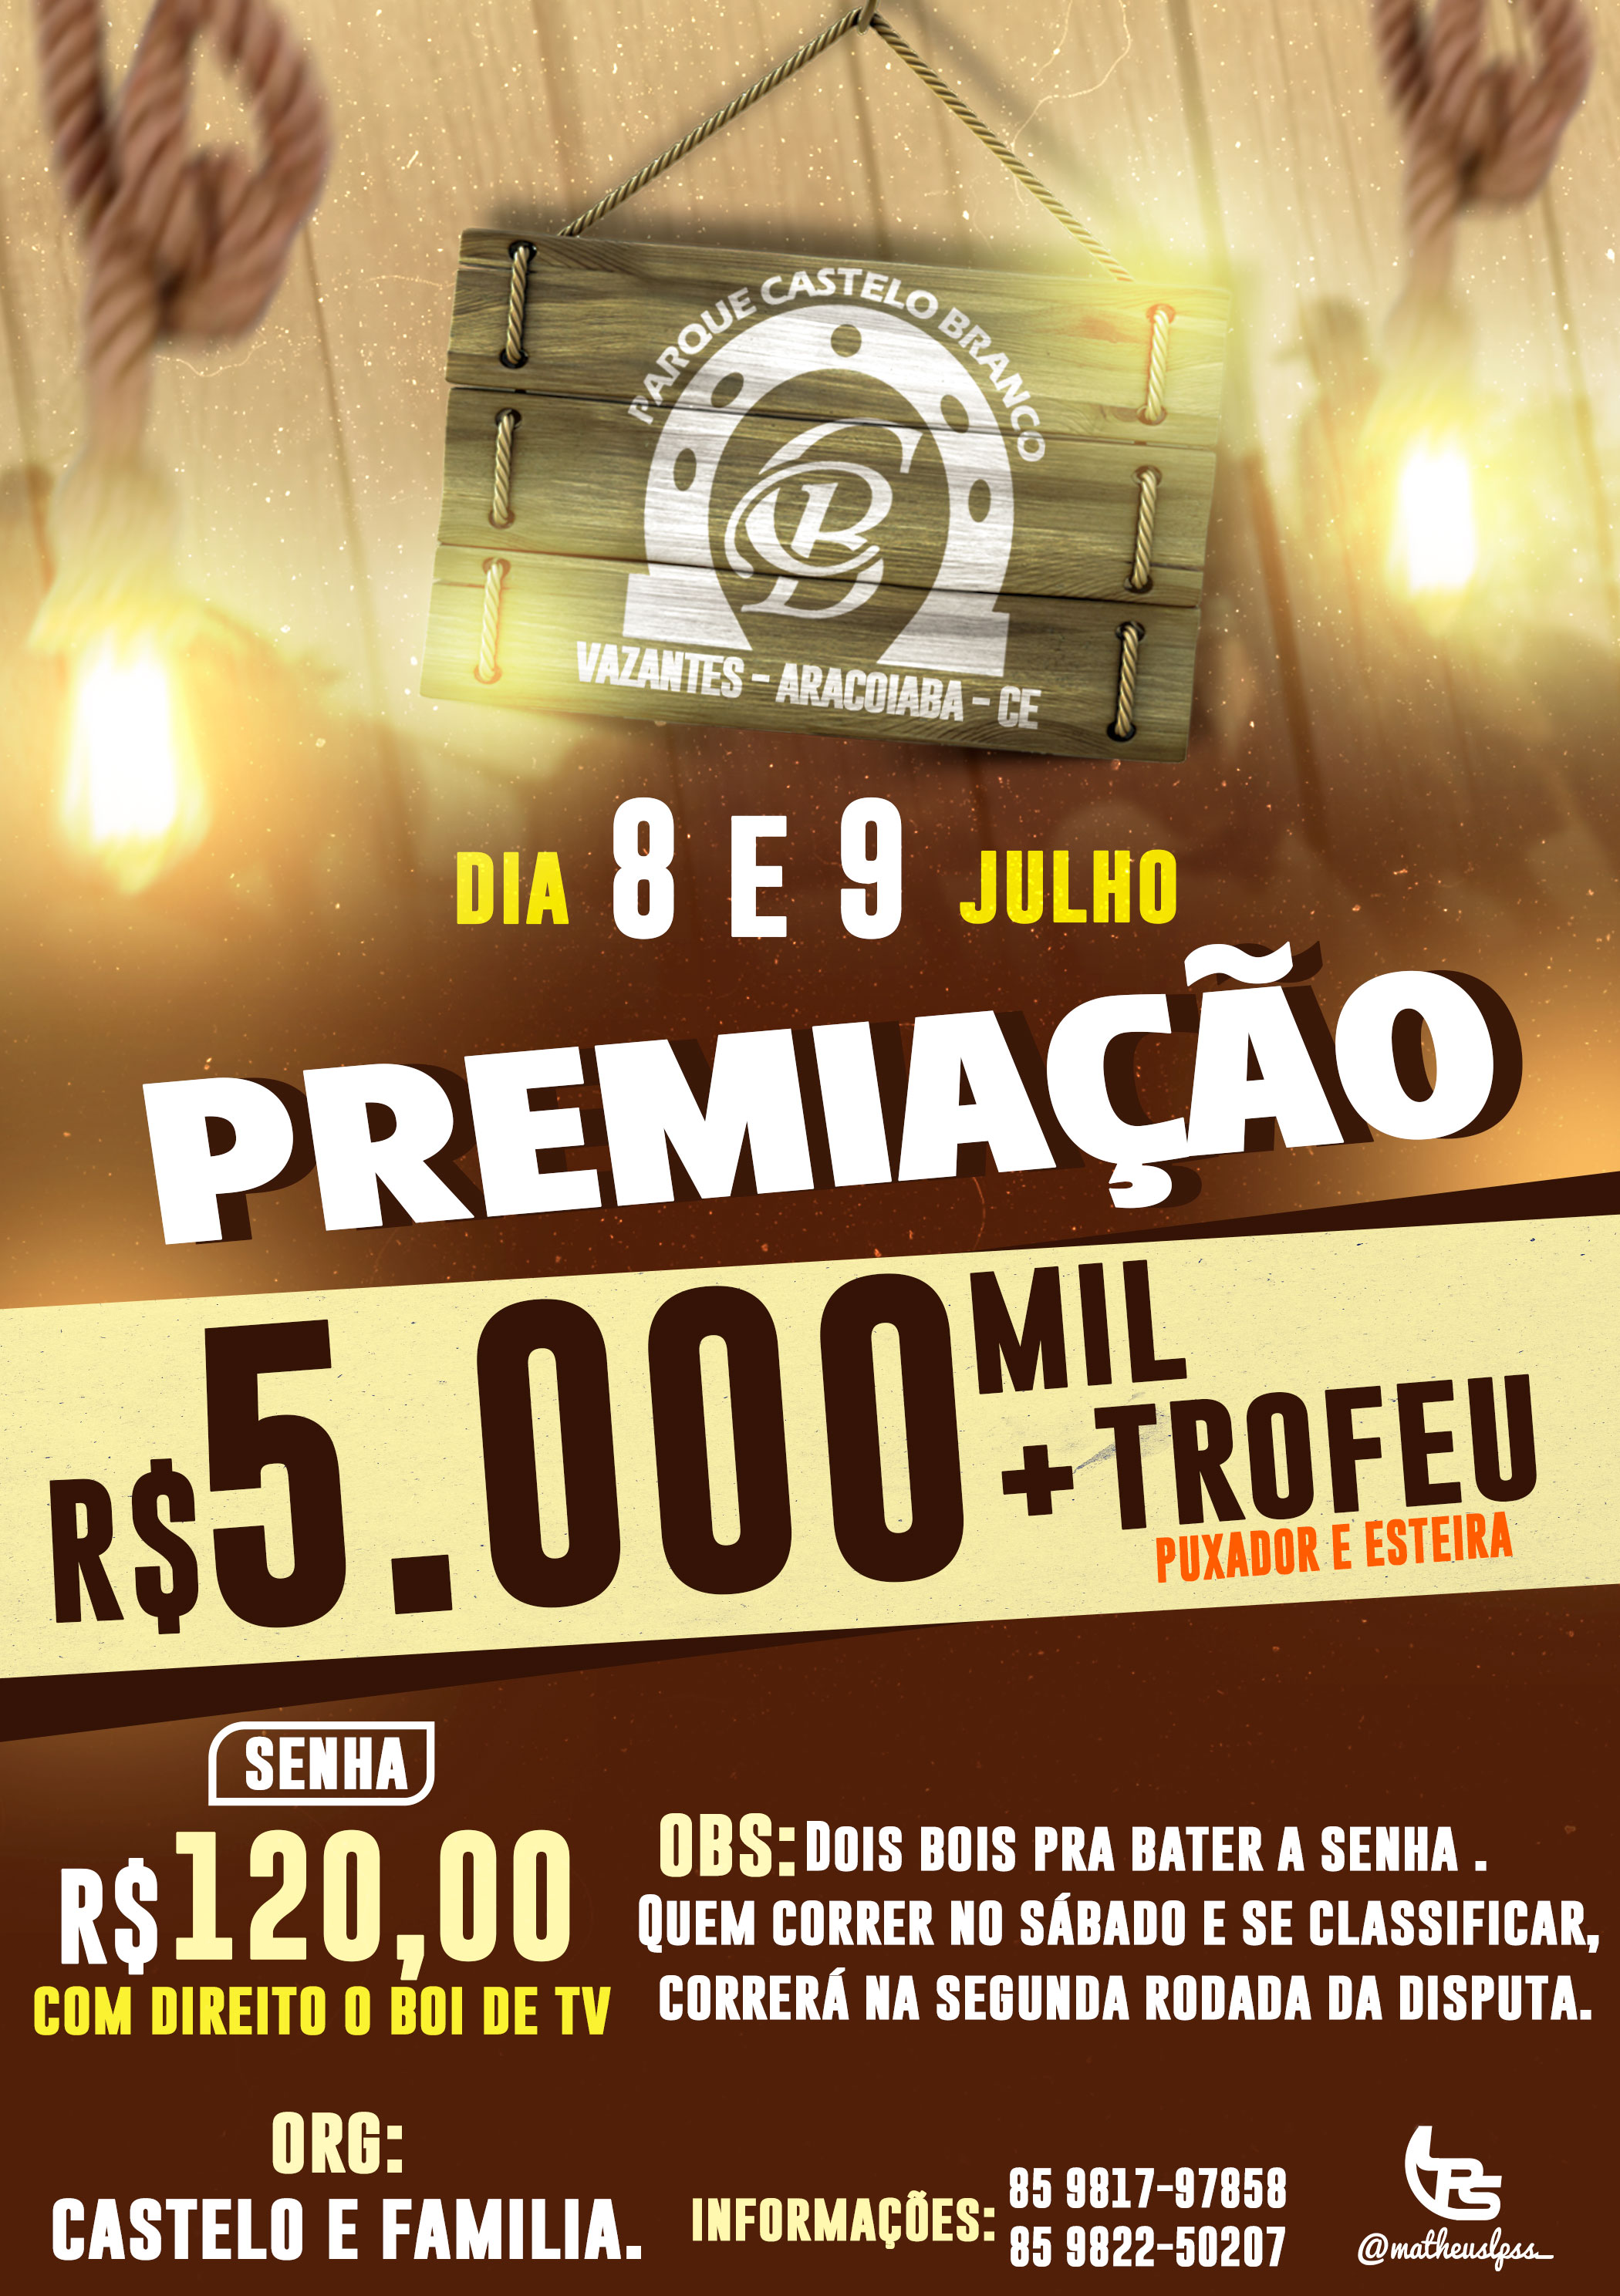 PARQUE CASTELO BRANCO
CB
VAZANTES - ARACOIABA - CE
DIA 8 E 9 JULHO
PREMIAÇÃO
R$5.000 MIL
+ TROFEU
PUXADOR E ESTEIRA
SENHA
R$120,00
COM DIREITO O BOI DE TV
OBS: DOIS BOIS PRA BATER A SENHA .
QUEM CORRER NO SÁBADO E SE CLASSIFICAR,
CORRERÁ NA SEGUNDA RODADA DA DISPUTA.
ORG:
CASTELO E FAMILIA.
INFORMAÇÕES:
85 9817-97858
85 9822-50207
LPS
@matheuslpss_